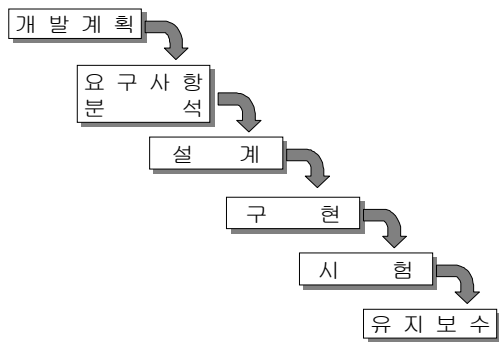 개 발 계 획
요 구 사 항
분 석
설 계
구 현
시 험
유 지 보 수